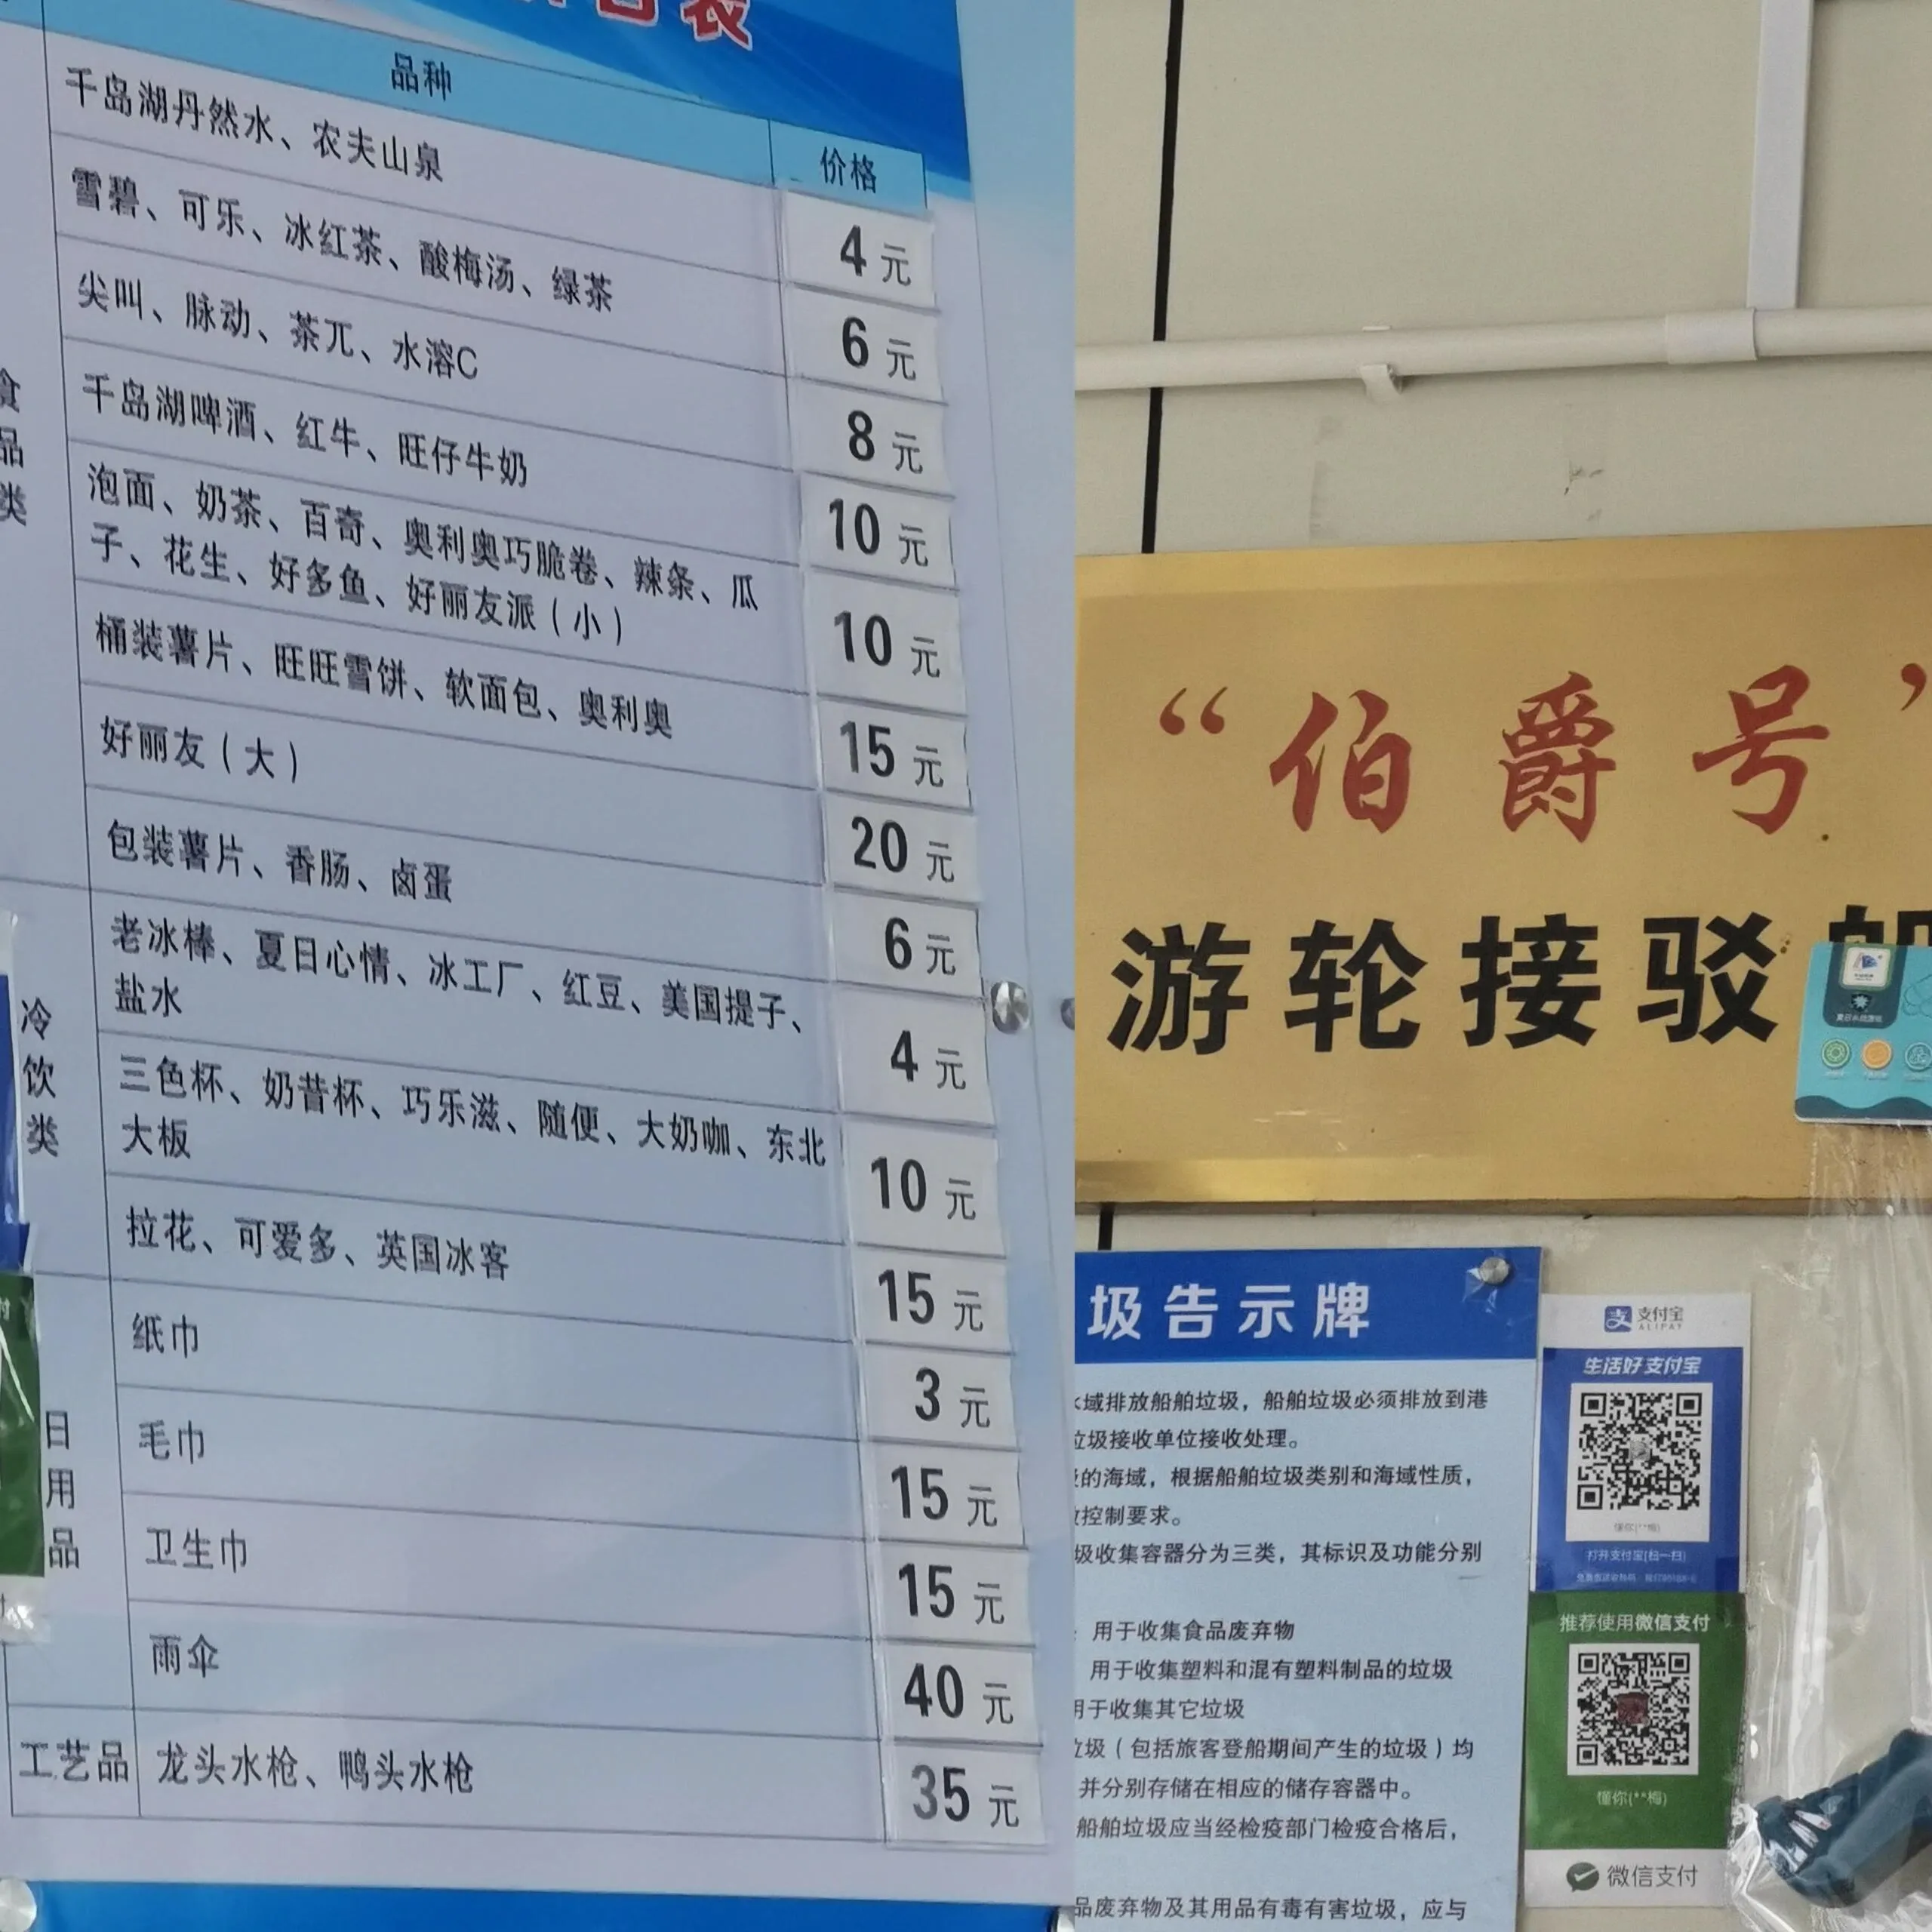 品种
价格
千岛湖丹然水、农夫山泉
4元
雪碧、可乐、冰红茶、酸梅汤、绿茶
6元
尖叫、脉动、茶兀、水溶C
8元
千岛湖啤酒、红牛、旺仔牛奶
10元
泡面、奶茶、百奇、奥利奥巧脆卷、辣条、瓜
子、花生、好多鱼、好丽友派（小）
10元
桶装薯片、旺旺雪饼、软面包、奥利奥
15元
好丽友（大）
20元
包装薯片、香肠、卤蛋
6元
老冰棒、夏日心情、冰工厂、红豆、美国提子、
盐水
4元
三色杯、奶昔杯、巧乐滋、随便、大奶咖、东北
大板
10元
拉花、可爱多、英国冰客
15元
纸巾
3元
毛巾
15元
卫生巾
15元
雨伞
40元
龙头水枪、鸭头水枪
35元
食品类
冷饮类
日用品
工艺品
“伯爵号”
游轮接驳
圾告示牌
水域排放船舶垃圾，船舶垃圾必须排放到港
垃圾接收单位接收处理。
的海域，根据船舶垃圾类别和海域性质，
控制要求。
圾收集容器分为三类，其标识及功能分别
用于收集食品废弃物
用于收集塑料和混有塑料制品的垃圾
用于收集其它垃圾
垃圾（包括旅客登船期间产生的垃圾）均
并分别存储在相应的储存容器中。
船舶垃圾应当经检疫部门检疫合格后，
品废弃物及其用品有毒有害垃圾，应与
支付宝
ALIPAY
生活好 支付宝
懂你(**梅)
打开支付宝[扫一扫]
推荐使用微信支付
懂你(**梅)
微信支付